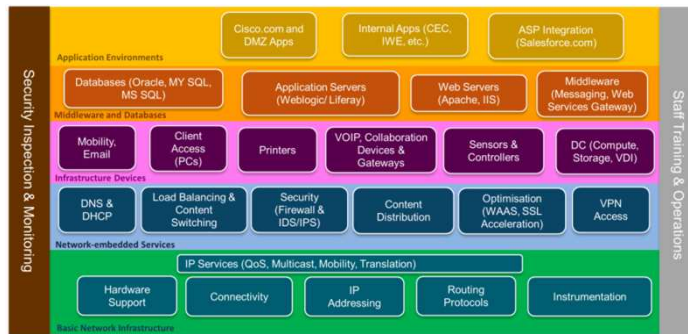 Security Inspection & Monitoring
Cisco.com and
DMZ Apps
Internal Apps (CEC,
IWE, etc.)
ASP Integration
(Salesforce.com)
Application Environments
Databases (Oracle, MY SQL,
MS SQL)
Application Servers
(Weblogic/ Liferay)
Web Servers
(Apache, IIS)
Middleware
(Messaging, Web
Services Gateway)
Middleware and Databases
Mobility,
Email
Client
Access
(PCs)
Printers
VOIP, Collaboration
Devices &
Gateways
Sensors &
Controllers
DC (Compute,
Storage, VDI)
Infrastructure Devices
DNS &
DHCP
Load Balancing &
Content
Switching
Security
(Firewall &
IDS/IPS)
Content
Distribution
Optimisation
(WAAS, SSL
Acceleration)
VPN
Access
Network-embedded Services
IP Services (QoS, Multicast, Mobility, Translation)
Hardware
Support
Connectivity
IP
Addressing
Routing
Protocols
Instrumentation
Basic Network Infrastructure
Staff Training & Operations